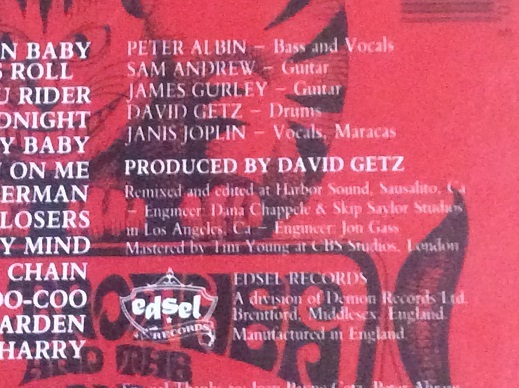 N BABY
S ROLL
U RIDER
DNIGHT
Y BABY
ON ME
ERMAN
LOSERS
Y MIND
CHAIN
OO-COO
ARDEN
HARRY
PETER ALBIN – Bass and Vocals
SAM ANDREW – Guitar
JAMES GURLEY – Guitar
DAVID GETZ – Drums
JANIS JOPLIN – Vocals, Maracas
PRODUCED BY DAVID GETZ
Remixed and edited at Harbor Sound, Sausalito, Ca
– Engineer: Dana Chappele & Skip Saylor Studios
in Los Angeles, Ca – Engineer: Jon Gass
Mastered by Tim Young at CBS Studios, London
edsel
RECORDS
EDSEL RECORDS
A division of Demon Records Ltd.
Brentford, Middlesex, England.
Manufactured in England
AND THE